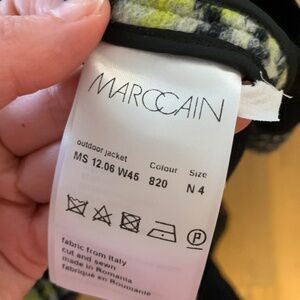 MARCCAIN
outdoor jacket Colour Size
MS 12.06 W45 820 N 4
P
fabric from Italy
cut and sewn
made in Romania
fabriqué en Roumanie